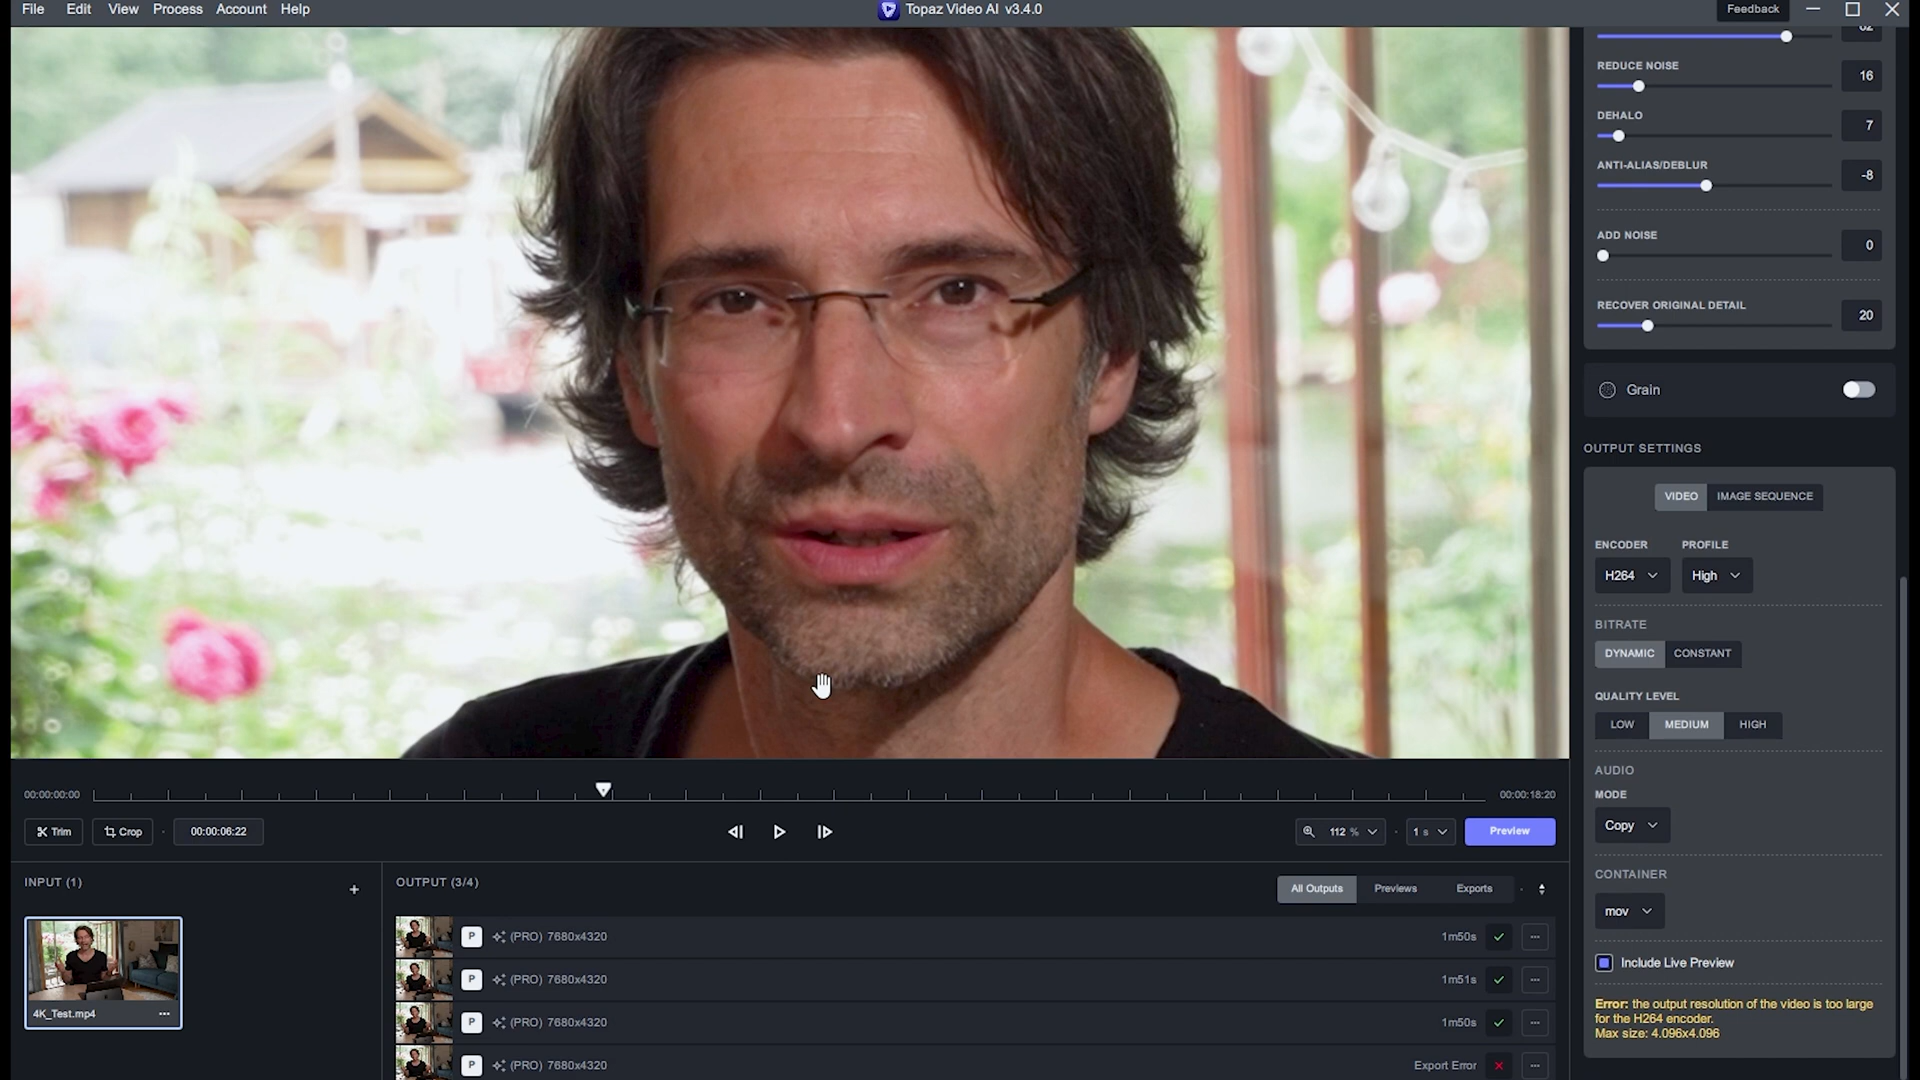 File Edit View Process Account Help
Topaz Video AI v3.4.0
Feedback
REDUCE NOISE
16
DEHALO
7
ANTI-ALIAS/DEBLUR
-8
ADD NOISE
0
RECOVER ORIGINAL DETAIL
20
Grain
OUTPUT SETTINGS
VIDEO IMAGE SEQUENCE
ENCODER PROFILE
H264 High
BITRATE
DYNAMIC CONSTANT
QUALITY LEVEL
LOW MEDIUM HIGH
AUDIO
MODE
Copy
CONTAINER
mov
Include Live Preview
Error: the output resolution of the video is too large
for the H264 encoder.
Max size: 4.096x4.096
00:00:00:00
00:00:18:20
Trim Crop 00:00:06:22
112 % 1 s Preview
INPUT (1) +
4K_Test.mp4 ...
OUTPUT (3/4)
All Outputs Previews Exports
P (PRO) 7680x4320 1m50s
P (PRO) 7680x4320 1m51s
P (PRO) 7680x4320 1m50s
P (PRO) 7680x4320 Export Error